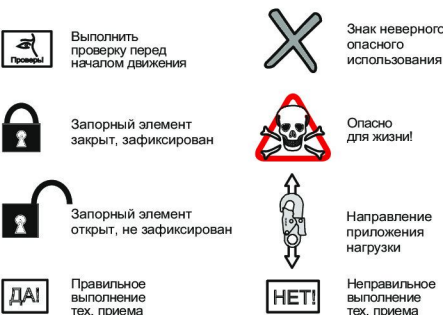 Проверь!
Выполнить
проверку перед
началом движения
Знак неверного
опасного
использования
Запорный элемент
закрыт, зафиксирован
Опасно
для жизни!
Запорный элемент
открыт, не зафиксирован
Направление
приложения
нагрузки
ДА!
Правильное
выполнение
тех. приема
НЕТ!
Неправильное
выполнение
тех. приема